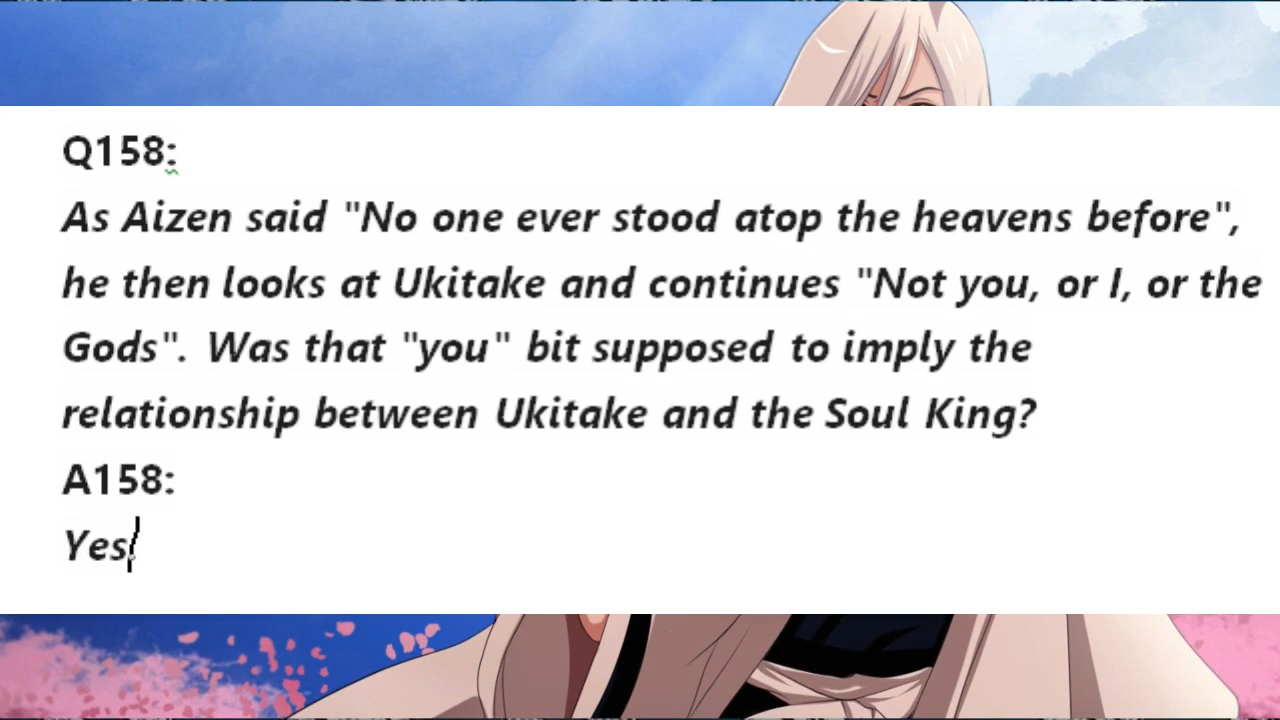 Q158:
As Aizen said "No one ever stood atop the heavens before",
he then looks at Ukitake and continues "Not you, or I, or the
Gods". Was that "you" bit supposed to imply the
relationship between Ukitake and the Soul King?
A158:
Yes.